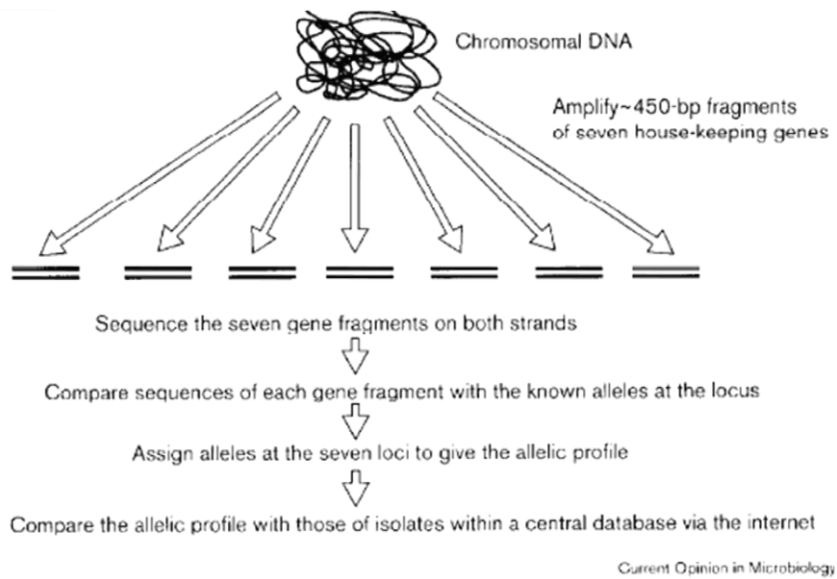 Chromosomal DNA
Amplify~450-bp fragments
of seven house-keeping genes
Sequence the seven gene fragments on both strands
Compare sequences of each gene fragment with the known alleles at the locus
Assign alleles at the seven loci to give the allelic profile
Compare the allelic profile with those of isolates within a central database via the internet
Current Opinion in Microbiology